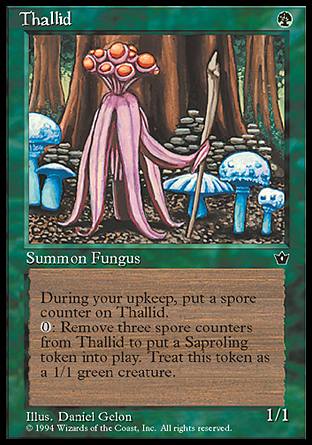 Thallid
Summon Fungus
During your upkeep, put a spore
counter on Thallid.
0: Remove three spore counters
from Thallid to put a Saproling
token into play. Treat this token as
a 1/1 green creature.
Illus. Daniel Gelon
1/1
© 1994 Wizards of the Coast, Inc. All rights reserved.